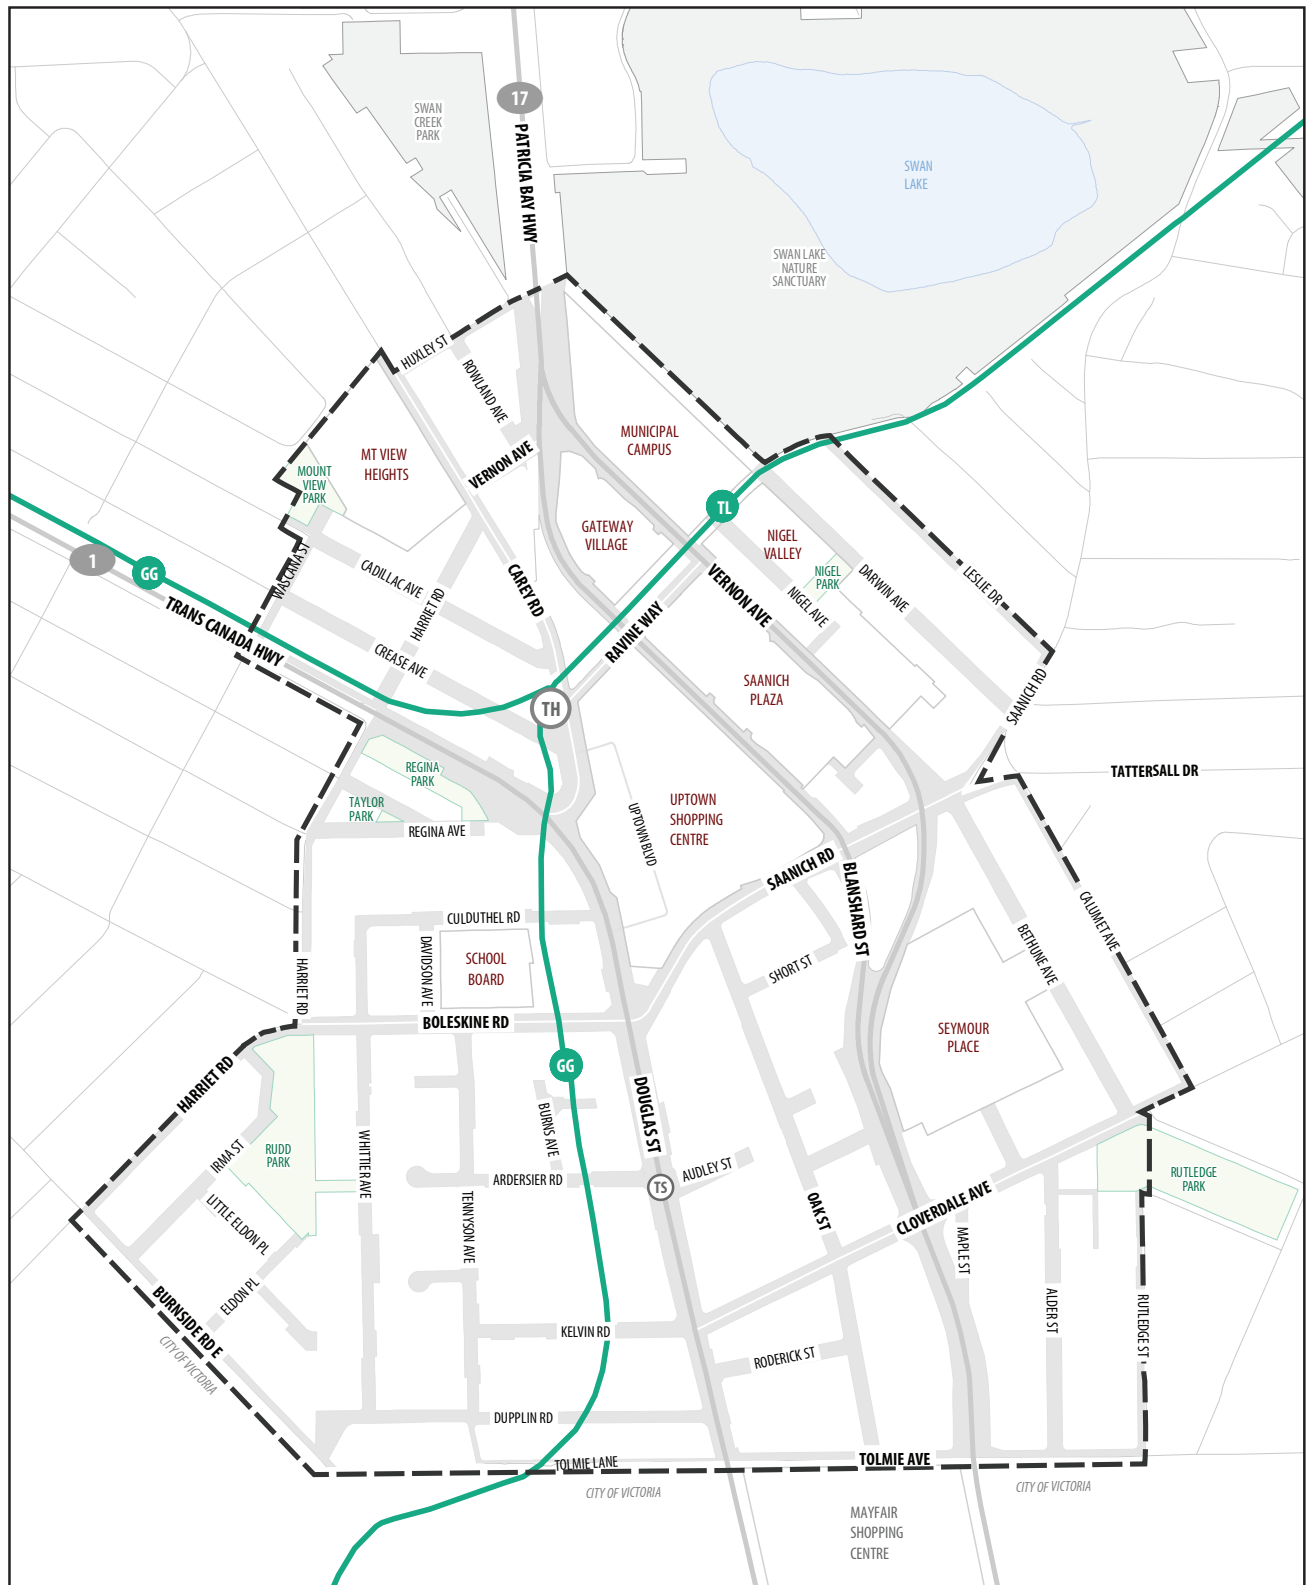 17
SWAN
CREEK
PARK
PATRICIA BAY HWY
SWAN
LAKE
SWAN LAKE
NATURE
SANCTUARY
HUXLEY ST
ROWLAND AVE
MT VIEW
HEIGHTS
VERNON AVE
MUNICIPAL
CAMPUS
MOUNT
VIEW
PARK
TL
GATEWAY
VILLAGE
NIGEL
VALLEY
1
GG
WASCANA ST
CADILLAC AVE
CAREY RD
HARRIET RD
VERNON AVE
NIGEL
PARK
NIGEL AVE
DARWIN AVE
LESLIE DR
TRANS CANADA HWY
CREASE AVE
RAVINE WAY
SAANICH
PLAZA
SAANICH RD
TH
TATTERSALL DR
REGINA
PARK
TAYLOR
PARK
REGINA AVE
UPTOWN BLVD
UPTOWN
SHOPPING
CENTRE
SAANICH RD
BLANSHARD ST
CALUMET AVE
CULDUTHEL RD
DAVIDSON AVE
SCHOOL
BOARD
HARRIET RD
SHORT ST
BETHUNE AVE
BOLESKINE RD
SEYMOUR
PLACE
HARRIET RD
GG
DOUGLAS ST
BURNS AVE
RUDD
PARK
IRMA ST
WHITTIER AVE
ARDERSIER RD
AUDLEY ST
TS
RUTLEDGE
PARK
LITTLE ELDON PL
TENNYSON AVE
OAK ST
CLOVERDALE AVE
MAPLE ST
ELDON PL
BURNSIDE RD E
CITY OF VICTORIA
KELVIN RD
ALDER ST
RUTLEDGE ST
RODERICK ST
DUPPLIN RD
TOLMIE LANE
TOLMIE AVE
CITY OF VICTORIA
CITY OF VICTORIA
MAYFAIR
SHOPPING
CENTRE